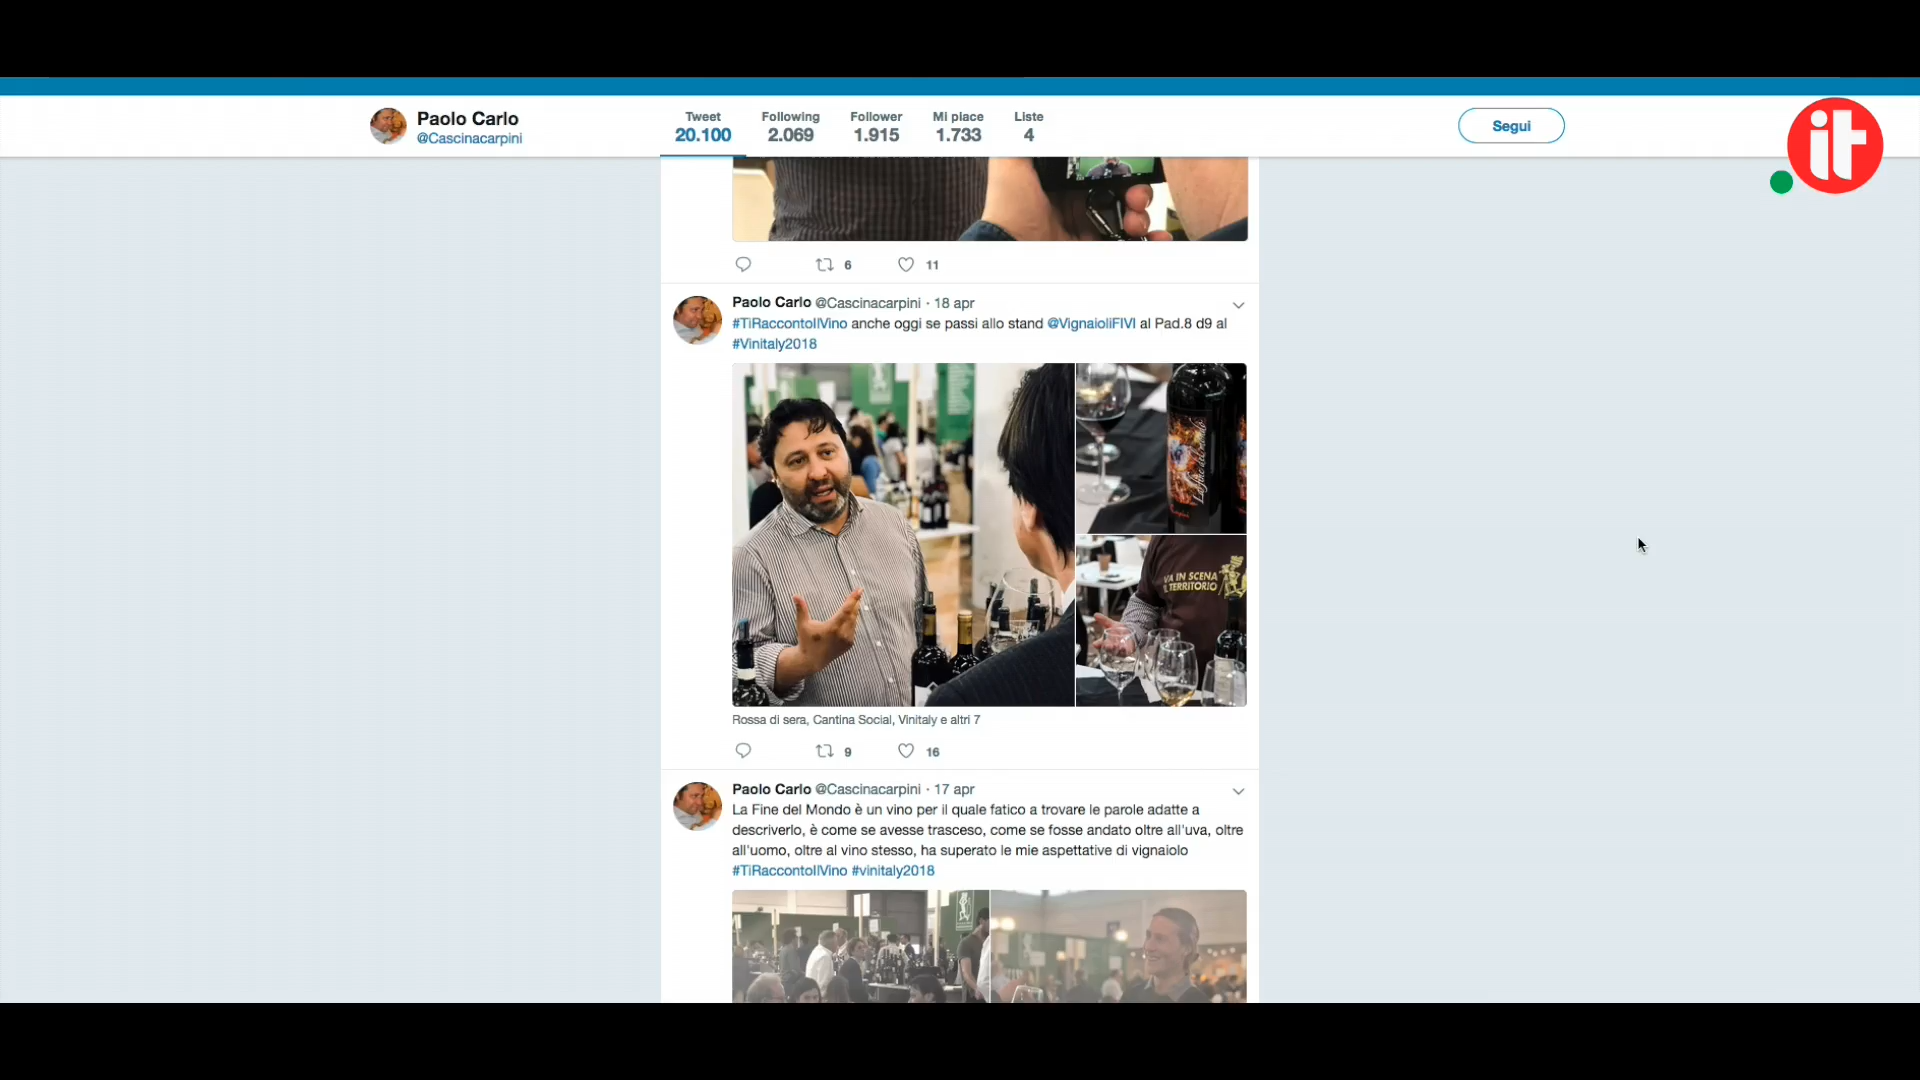 Paolo Carlo
@Cascinacarpini
Tweet
20.100
Following
2.069
Follower
1.915
Mi piace
1.733
Liste
4
Segui
it
6
11
Paolo Carlo @Cascinacarpini · 18 apr
#TiRaccontoIlVino anche oggi se passi allo stand @VignaioliFIVI al Pad.8 d9 al
#Vinitaly2018
La fine del mondo
VA IN SCENA
IL TERRITORIO
Rossa di sera, Cantina Social, Vinitaly e altri 7
9
16
Paolo Carlo @Cascinacarpini · 17 apr
La Fine del Mondo è un vino per il quale fatico a trovare le parole adatte a
descriverlo, è come se avesse trasceso, come se fosse andato oltre all'uva, oltre
all'uomo, oltre al vino stesso, ha superato le mie aspettative di vignaiolo
#TiRaccontoIlVino #vinitaly2018